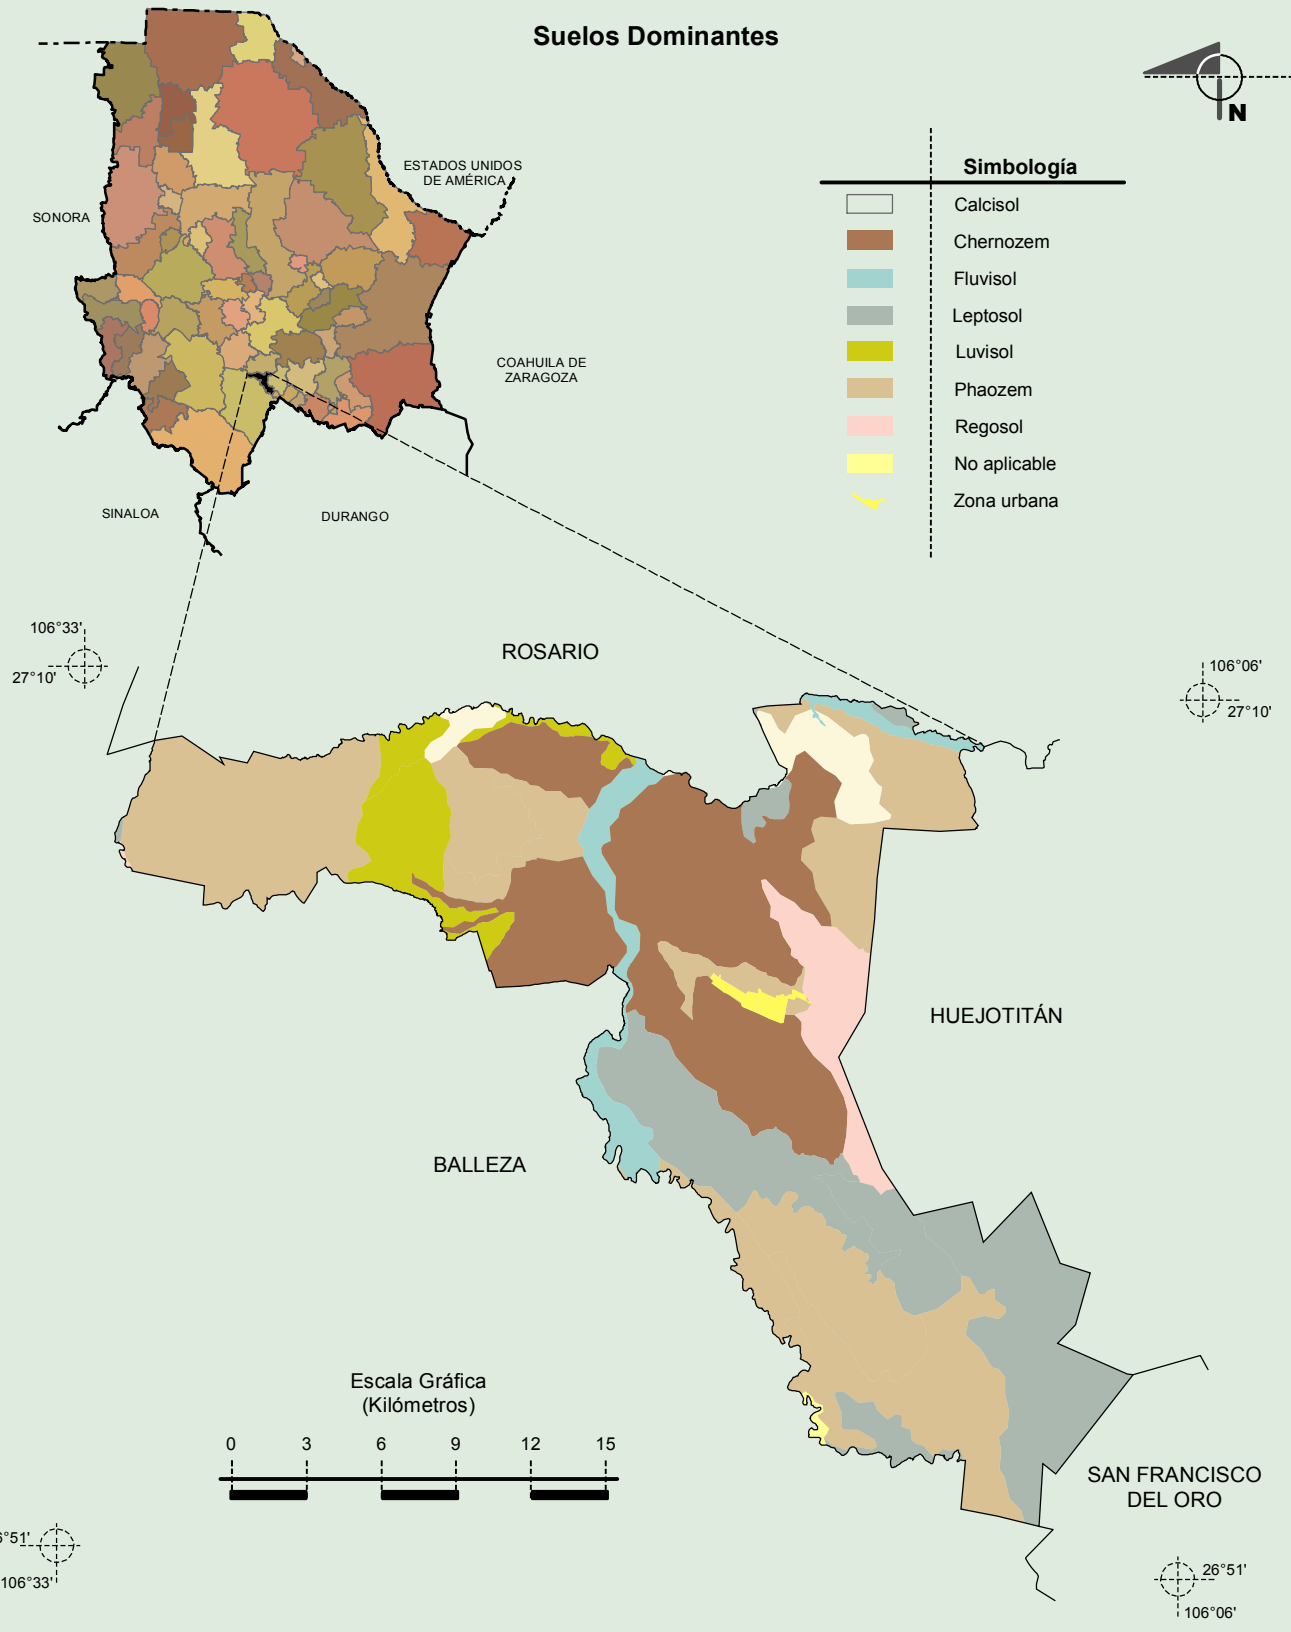 Suelos Dominantes
N
ESTADOS UNIDOS
DE AMÉRICA
SONORA
COAHUILA DE
ZARAGOZA
SINALOA
DURANGO
Simbología
Calcisol
Chernozem
Fluvisol
Leptosol
Luvisol
Phaozem
Regosol
No aplicable
Zona urbana
106°33'
27°10'
106°06'
27°10'
ROSARIO
HUEJOTITÁN
BALLEZA
SAN FRANCISCO
DEL ORO
Escala Gráfica
(Kilómetros)
0 3 6 9 12 15
6°51'
106°33'
26°51'
106°06'